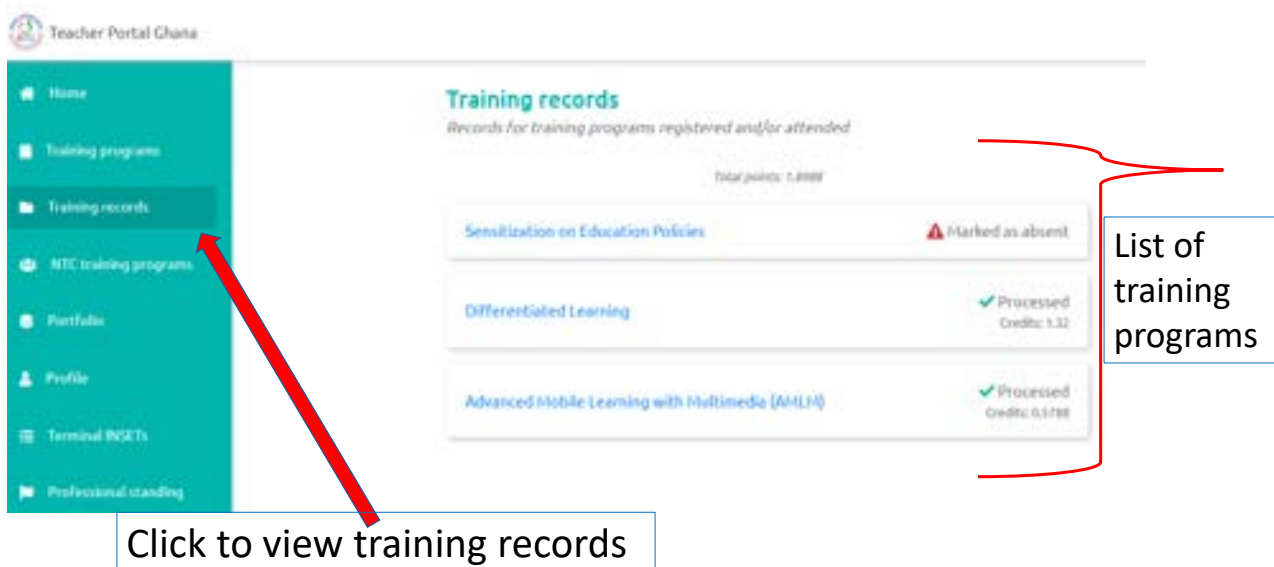 Teacher Portal Ghana
Home
Training programs
Training records
NTC training programs
Portfolio
Profile
Terminal INSETs
Professional standing
Training records
Records for training programs registered and/or attended
Total points:
Sensitization on Education Policies
Marked as absent
Differentiated Learning
Processed
Credits: 1.32
Advanced Mobile Learning with Multimedia (AMLM)
Processed
Credits: 0.5788
List of
training
programs
Click to view training records